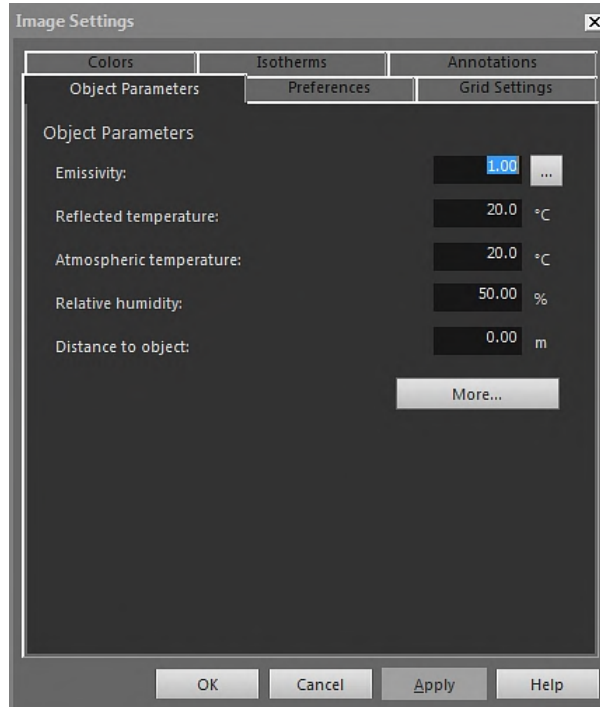 Image Settings
Colors Isotherms Annotations
Object Parameters Preferences Grid Settings
Object Parameters
Emissivity: 1.00 ...
Reflected temperature: 20.0 °C
Atmospheric temperature: 20.0 °C
Relative humidity: 50.00 %
Distance to object: 0.00 m
More...
OK Cancel Apply Help